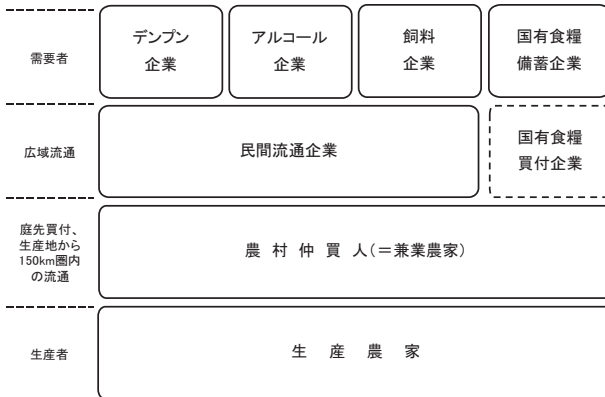 需要者
デンプン
企業
アルコール
企業
飼料
企業
国有食糧
備蓄企業
広域流通
民間流通企業
国有食糧
買付企業
庭先買付、
生産地から
150km圏内
の流通
農村仲買人(=兼業農家)
生産者
生産農家